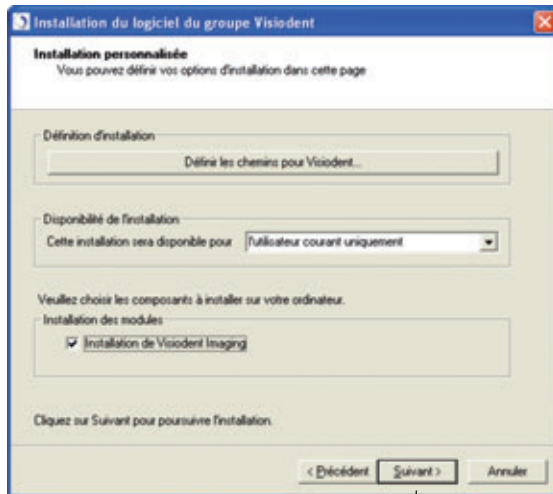 Installation du logiciel du groupe Visiodent
Installation personnalisée
Vous pouvez définir vos options d'installation dans cette page
Définition d'installation
Définir les chemins pour Visiodent...
Disponibilité de l'installation
Cette installation sera disponible pour l'utilisateur courant uniquement
Veuillez choisir les composants à installer sur votre ordinateur.
Installation des modules
Installation de Visiodent Imaging
Cliquez sur Suivant pour poursuivre l'installation.
< Précédent Suivant > Annuler